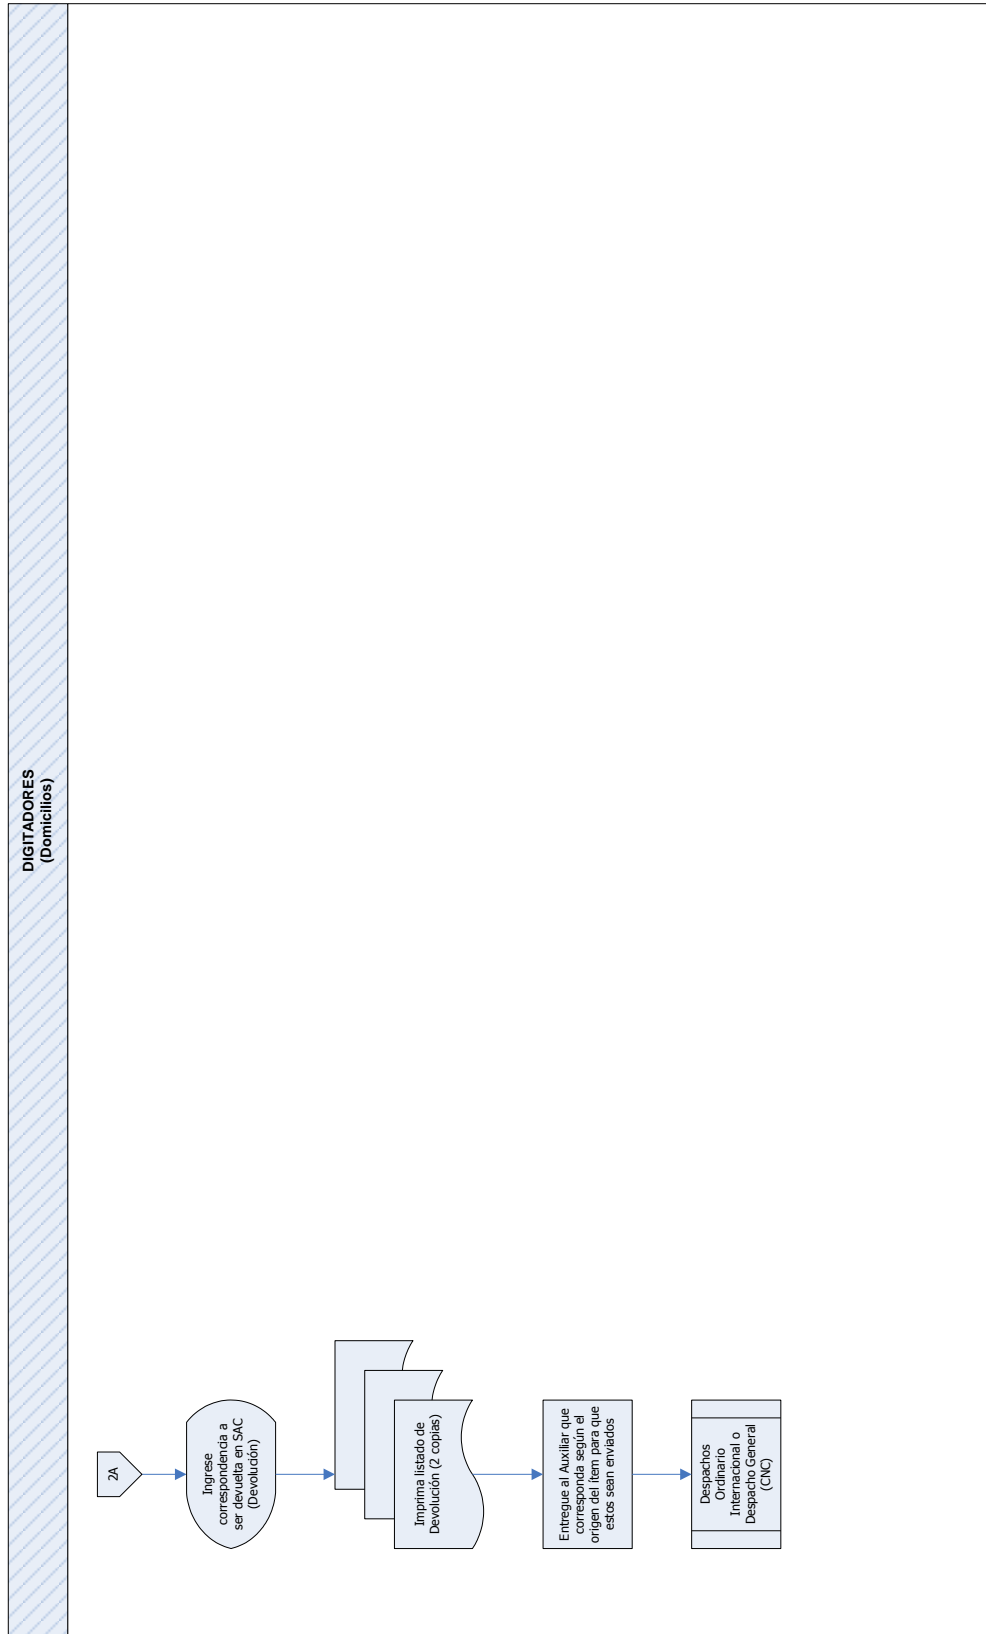 DIGITADORES
(Domicilios)
2A
Ingrese
correspondencia a
ser devuelta en SAC
(Devolución)
Imprima listado de
Devolución (2 copias)
Entregue al Auxiliar que
corresponda según el
origen del ítem para que
estos sean enviados
Despachos
Ordinario
Internacional o
Despacho General
(CNC)